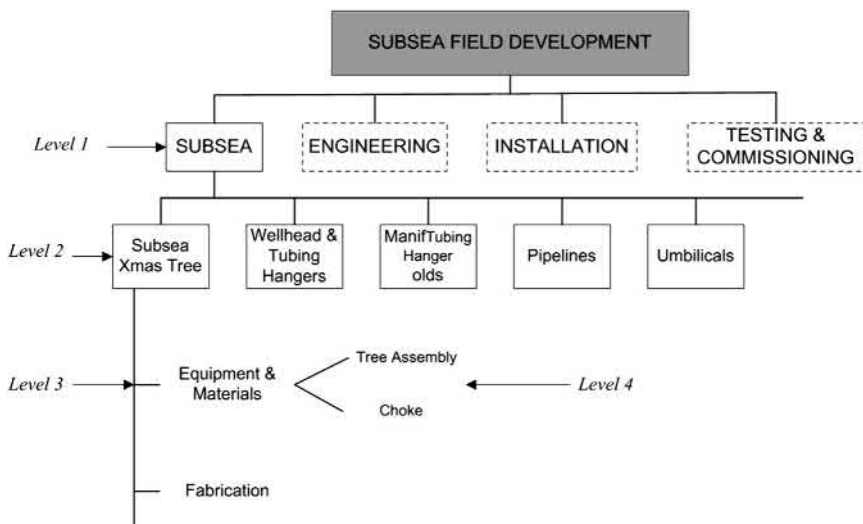 SUBSEA FIELD DEVELOPMENT
Level 1
SUBSEA
ENGINEERING
INSTALLATION
TESTING &
COMMISSIONING
Level 2
Subsea
Xmas Tree
Wellhead &
Tubing
Hangers
ManifTubing
Hanger
olds
Pipelines
Umbilicals
Level 3
Equipment &
Materials
Tree Assembly
Choke
Level 4
Fabrication